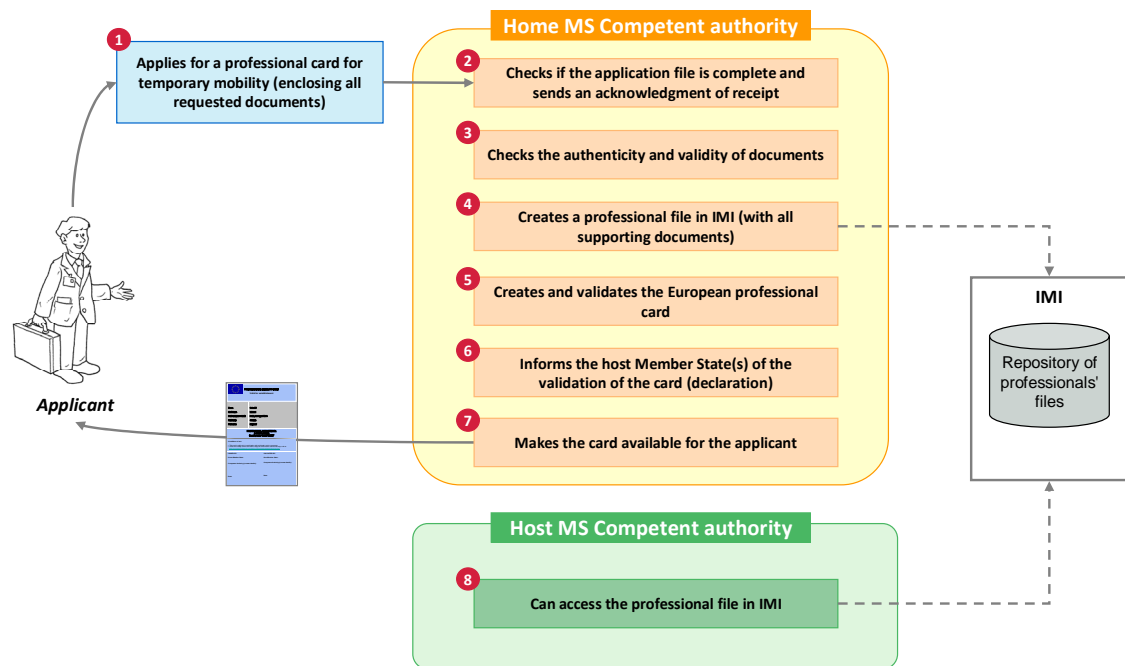 1
Applies for a professional card for
temporary mobility (enclosing all
requested documents)
Home MS Competent authority
2
Checks if the application file is complete and
sends an acknowledgment of receipt
3
Checks the authenticity and validity of documents
4
Creates a professional file in IMI (with all
supporting documents)
5
Creates and validates the European professional
card
6
Informs the host Member State(s) of the
validation of the card (declaration)
7
Makes the card available for the applicant
Applicant
IMI
Repository of
professionals'
files
Host MS Competent authority
8
Can access the professional file in IMI